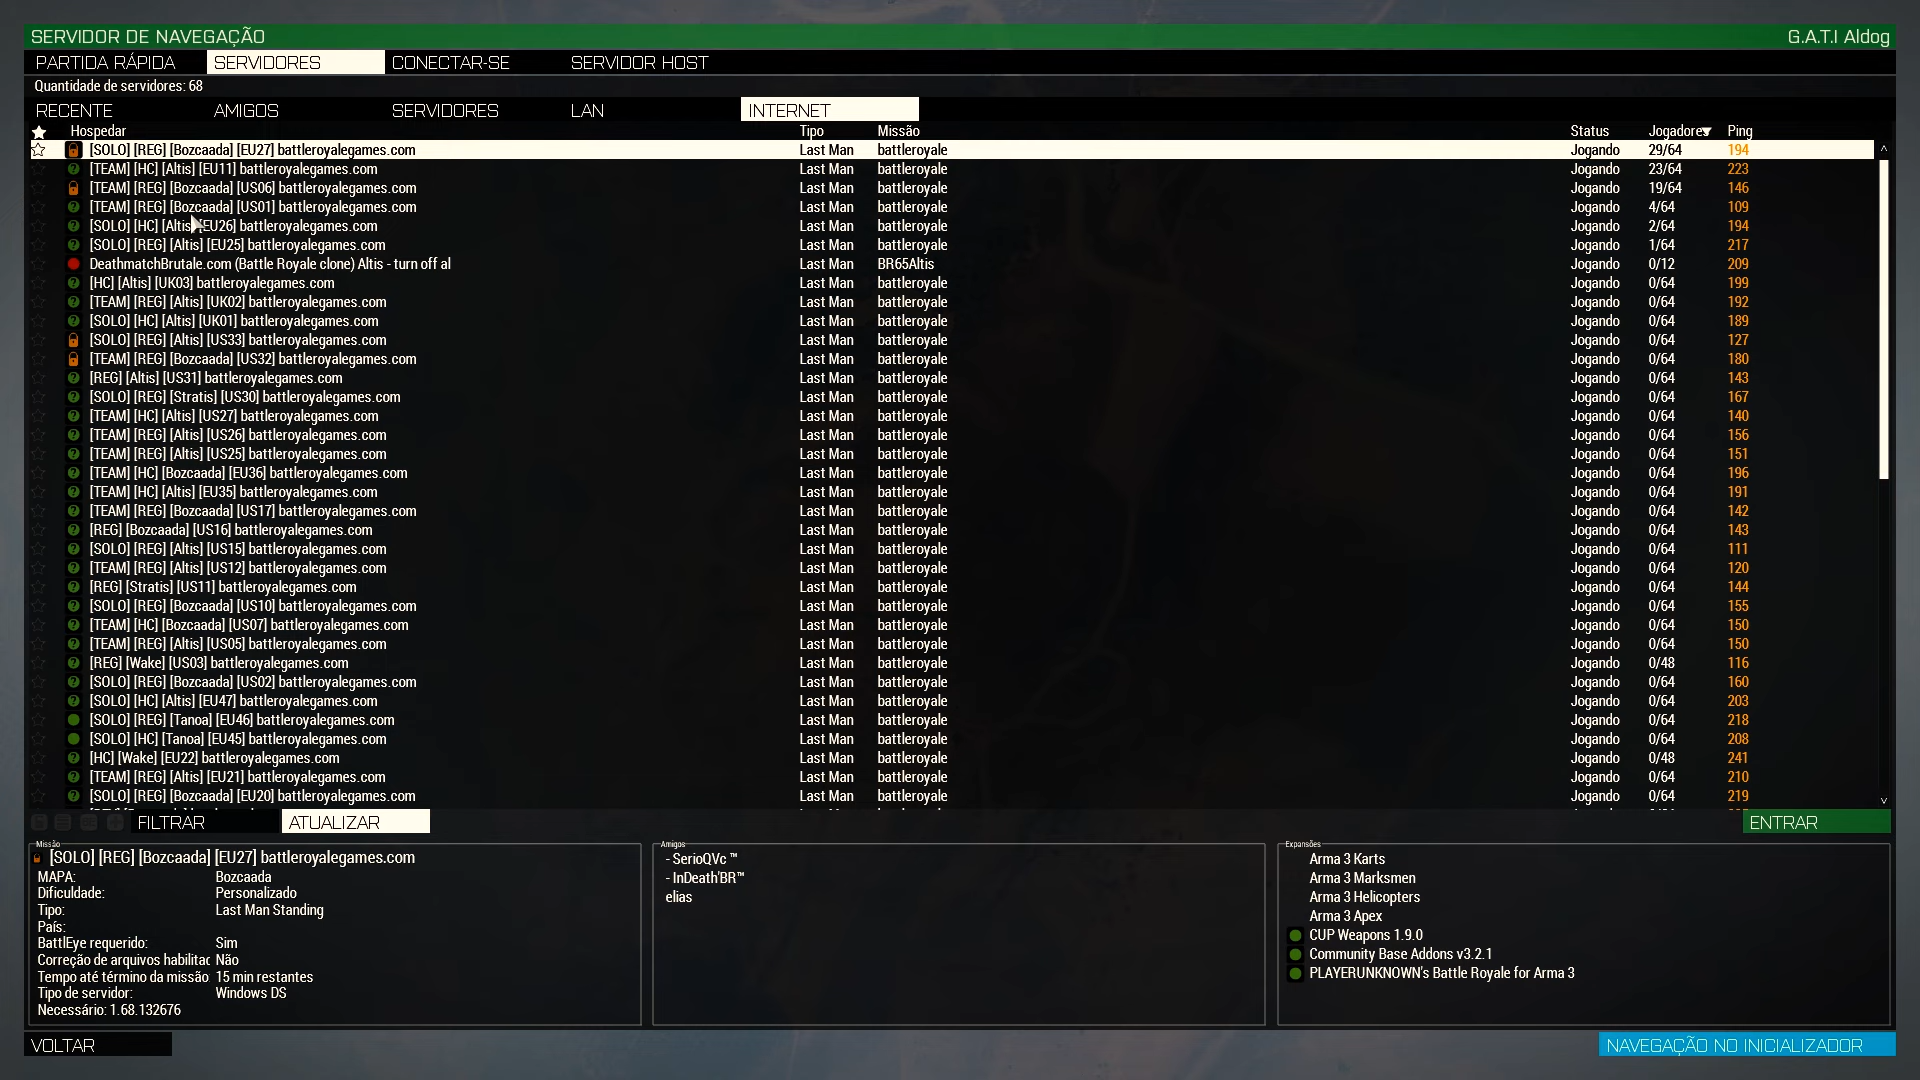 SERVIDOR DE NAVEGAÇÃO G.A.T.I Aldog
PARTIDA RÁPIDA SERVIDORES CONECTAR-SE SERVIDOR HOST
Quantidade de servidores: 68
RECENTE AMIGOS SERVIDORES LAN INTERNET
Hospedar Tipo Missão Status Jogadores Ping
[SOLO] [REG] [Bozcaada] [EU27] battleroyalegames.com Last Man battleroyale Jogando 29/64 194
[TEAM] [HC] [Altis] [EU11] battleroyalegames.com Last Man battleroyale Jogando 23/64 223
[TEAM] [REG] [Bozcaada] [US06] battleroyalegames.com Last Man battleroyale Jogando 19/64 146
[TEAM] [REG] [Bozcaada] [US01] battleroyalegames.com Last Man battleroyale Jogando 4/64 109
[SOLO] [HC] [Altis] [EU26] battleroyalegames.com Last Man battleroyale Jogando 2/64 194
[SOLO] [REG] [Altis] [EU25] battleroyalegames.com Last Man battleroyale Jogando 1/64 217
DeathmatchBrutale.com (Battle Royale clone) Altis - turn off al Last Man BR65Altis Jogando 0/12 209
[HC] [Altis] [UK03] battleroyalegames.com Last Man battleroyale Jogando 0/64 199
[TEAM] [REG] [Altis] [UK02] battleroyalegames.com Last Man battleroyale Jogando 0/64 192
[SOLO] [HC] [Altis] [UK01] battleroyalegames.com Last Man battleroyale Jogando 0/64 189
[SOLO] [REG] [Altis] [US33] battleroyalegames.com Last Man battleroyale Jogando 0/64 127
[TEAM] [REG] [Bozcaada] [US32] battleroyalegames.com Last Man battleroyale Jogando 0/64 180
[REG] [Altis] [US31] battleroyalegames.com Last Man battleroyale Jogando 0/64 143
[SOLO] [REG] [Stratis] [US30] battleroyalegames.com Last Man battleroyale Jogando 0/64 167
[TEAM] [HC] [Altis] [US27] battleroyalegames.com Last Man battleroyale Jogando 0/64 140
[TEAM] [REG] [Altis] [US26] battleroyalegames.com Last Man battleroyale Jogando 0/64 156
[TEAM] [REG] [Altis] [US25] battleroyalegames.com Last Man battleroyale Jogando 0/64 151
[TEAM] [HC] [Bozcaada] [EU36] battleroyalegames.com Last Man battleroyale Jogando 0/64 196
[TEAM] [HC] [Altis] [EU35] battleroyalegames.com Last Man battleroyale Jogando 0/64 191
[TEAM] [REG] [Bozcaada] [US17] battleroyalegames.com Last Man battleroyale Jogando 0/64 142
[REG] [Bozcaada] [US16] battleroyalegames.com Last Man battleroyale Jogando 0/64 143
[SOLO] [REG] [Altis] [US15] battleroyalegames.com Last Man battleroyale Jogando 0/64 111
[TEAM] [REG] [Altis] [US12] battleroyalegames.com Last Man battleroyale Jogando 0/64 120
[REG] [Stratis] [US11] battleroyalegames.com Last Man battleroyale Jogando 0/64 144
[SOLO] [REG] [Bozcaada] [US10] battleroyalegames.com Last Man battleroyale Jogando 0/64 155
[TEAM] [HC] [Bozcaada] [US07] battleroyalegames.com Last Man battleroyale Jogando 0/64 150
[TEAM] [REG] [Altis] [US05] battleroyalegames.com Last Man battleroyale Jogando 0/64 150
[REG] [Wake] [US03] battleroyalegames.com Last Man battleroyale Jogando 0/48 116
[SOLO] [REG] [Bozcaada] [US02] battleroyalegames.com Last Man battleroyale Jogando 0/64 160
[SOLO] [HC] [Altis] [EU47] battleroyalegames.com Last Man battleroyale Jogando 0/64 203
[SOLO] [REG] [Tanoa] [EU46] battleroyalegames.com Last Man battleroyale Jogando 0/64 218
[SOLO] [HC] [Tanoa] [EU45] battleroyalegames.com Last Man battleroyale Jogando 0/64 208
[HC] [Wake] [EU22] battleroyalegames.com Last Man battleroyale Jogando 0/48 241
[TEAM] [REG] [Altis] [EU21] battleroyalegames.com Last Man battleroyale Jogando 0/64 210
[SOLO] [REG] [Bozcaada] [EU20] battleroyalegames.com Last Man battleroyale Jogando 0/64 219
FILTRAR ATUALIZAR ENTRAR
Missão
[SOLO] [REG] [Bozcaada] [EU27] battleroyalegames.com
MAPA: Bozcaada
Dificuldade: Personalizado
Tipo: Last Man Standing
País:
BattlEye requerido: Sim
Correção de arquivos habilitac Não
Tempo até término da missão 15 min restantes
Tipo de servidor: Windows DS
Necessário: 1.68.132676
Amigos
- SerioQVc ™
- InDeath'BR™
elias
Expansões
Arma 3 Karts
Arma 3 Marksmen
Arma 3 Helicopters
Arma 3 Apex
CUP Weapons 1.9.0
Community Base Addons v3.2.1
PLAYERUNKNOWN's Battle Royale for Arma 3
VOLTAR NAVEGAÇÃO NO INICIALIZADOR